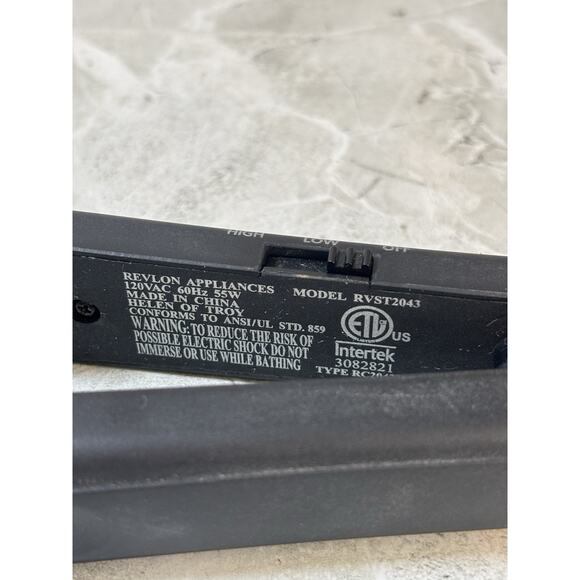 HIGH LOW OFF
REVLON APPLIANCES
120VAC 60Hz 55W
MADE IN CHINA
HELEN OF TROY
CONFORMS TO ANSI/UL STD. 859
WARNING: TO REDUCE THE RISK OF
POSSIBLE ELECTRIC SHOCK DO NOT
IMMERSE OR USE WHILE BATHING
MODEL RVST2043
ETL US
LISTED
Intertek
3082821
TYPE